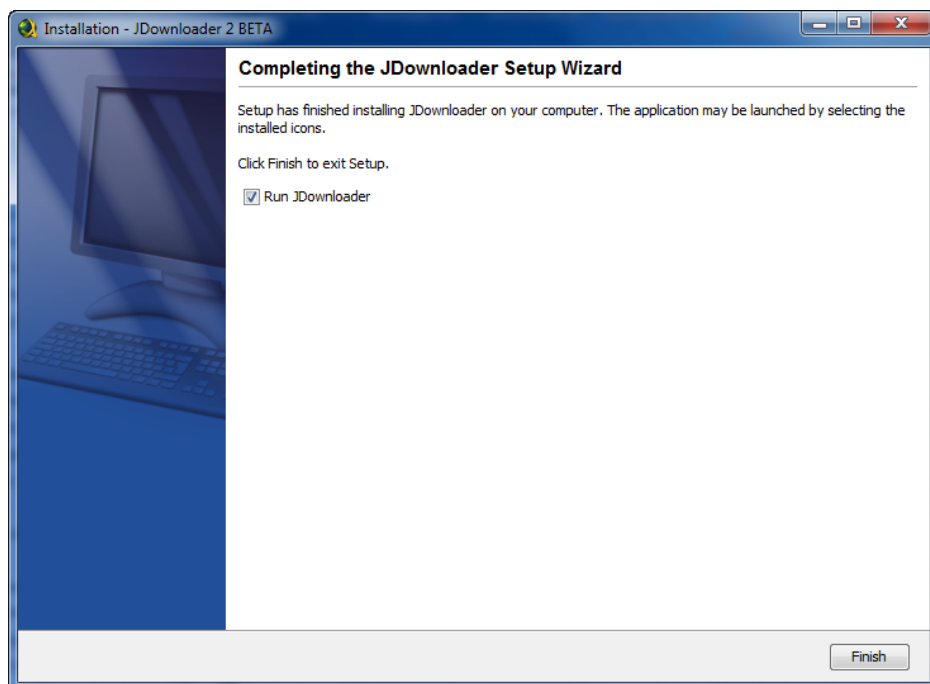 Installation - JDownloader 2 BETA
Completing the JDownloader Setup Wizard
Setup has finished installing JDownloader on your computer. The application may be launched by selecting the
installed icons.
Click Finish to exit Setup.
Run JDownloader
Finish